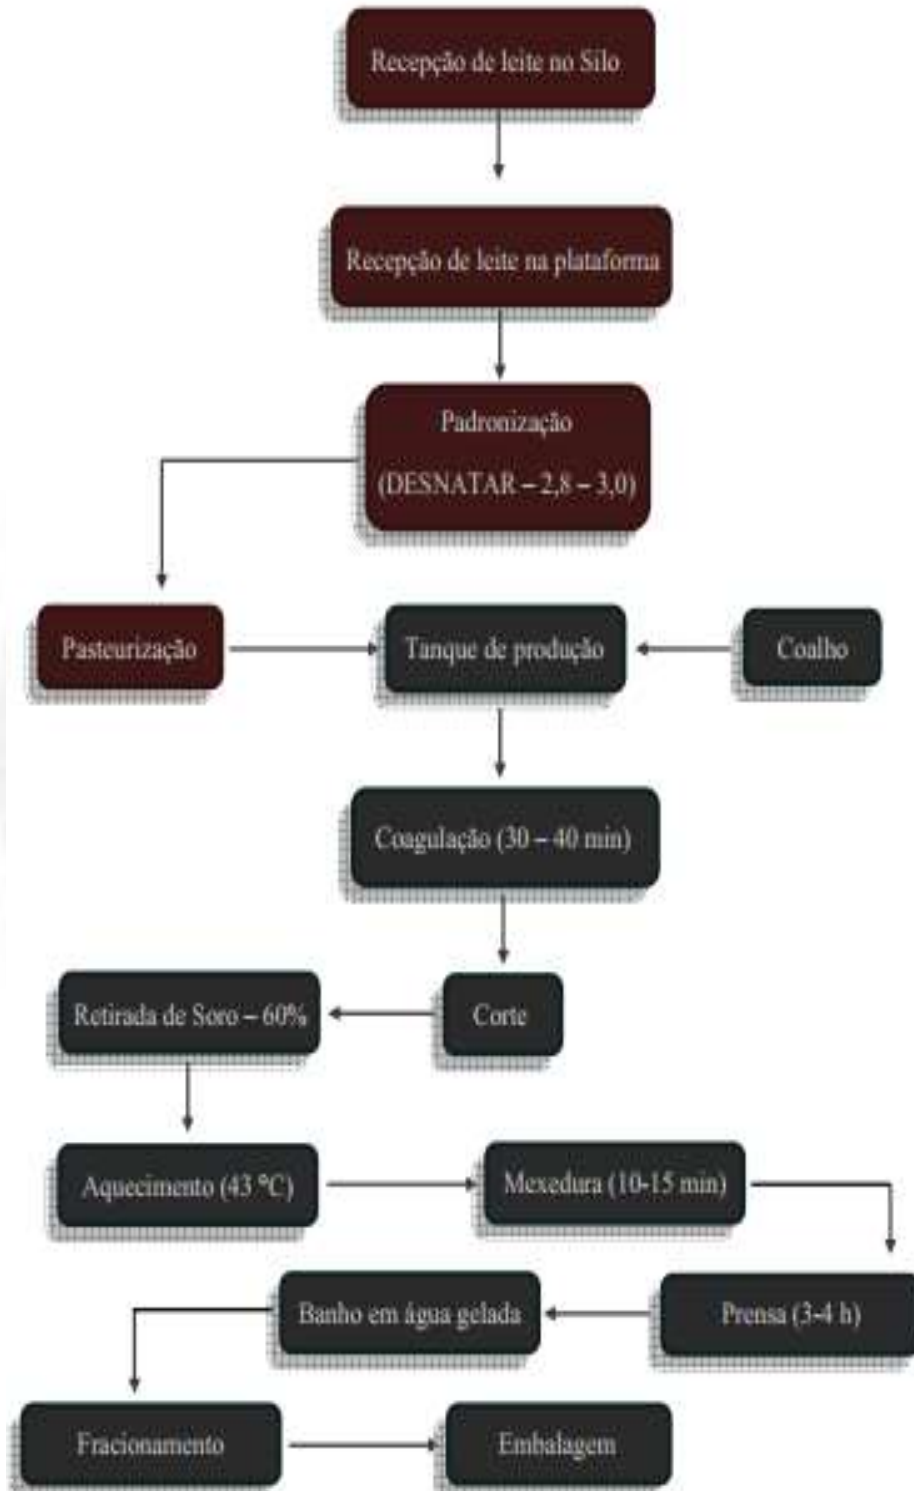 Recepção de leite no Silo
Recepção de leite na plataforma
Padronização
(DESNATAR – 2,8 – 3,0)
Pasteurização
Tanque de produção
Coalho
Coagulação (30 – 40 min)
Retirada de Soro – 60%
Corte
Aquecimento (43 °C)
Mexedura (10-15 min)
Banho em água gelada
Prensa (3-4 h)
Fracionamento
Embalagem